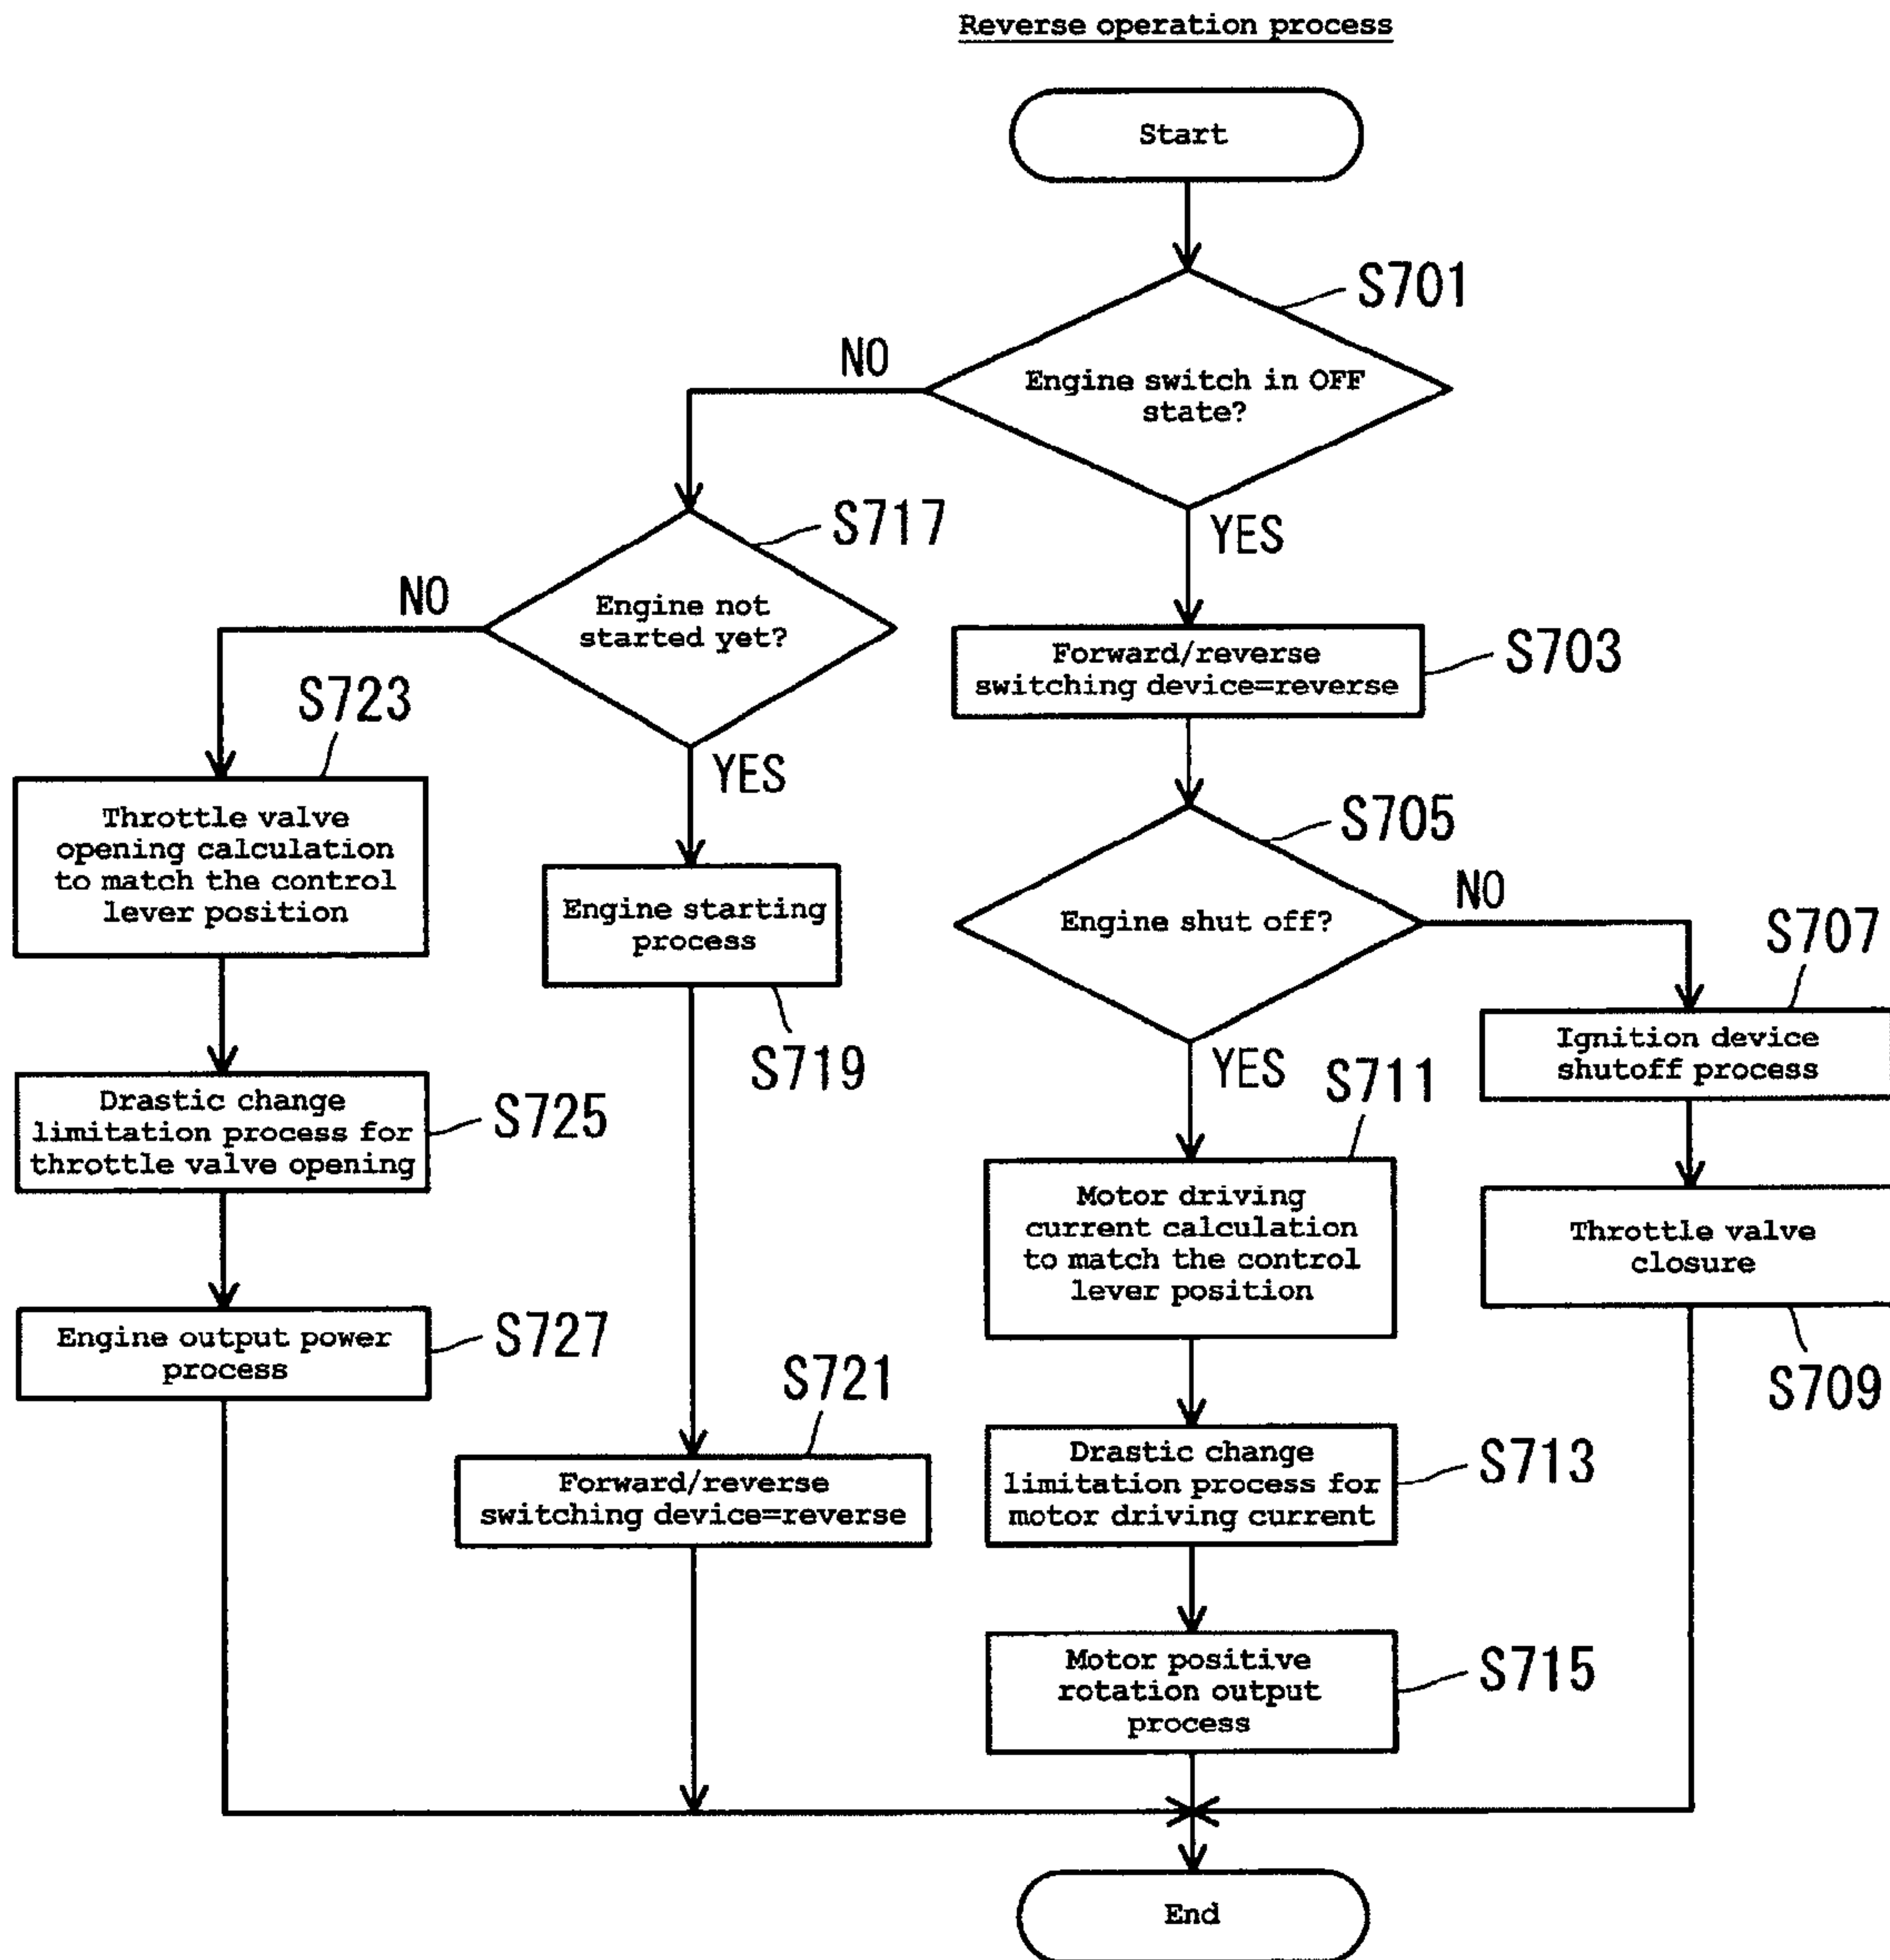 Reverse operation process
Start
S701
NO
Engine switch in OFF
state?
YES
S717
NO
Engine not
started yet?
YES
S703
Forward/reverse
switching device=reverse
S723
Throttle valve
opening calculation
to match the control
lever position
Engine starting
process
S719
S705
NO
Engine shut off?
YES
S707
Ignition device
shutoff process
S711
Motor driving
current calculation
to match the control
lever position
Throttle valve
closure
S709
Drastic change
limitation process for
throttle valve opening
S725
Engine output power
process
S727
S721
Forward/reverse
switching device=reverse
Drastic change
limitation process for
motor driving current
S713
Motor positive
rotation output
process
S715
End